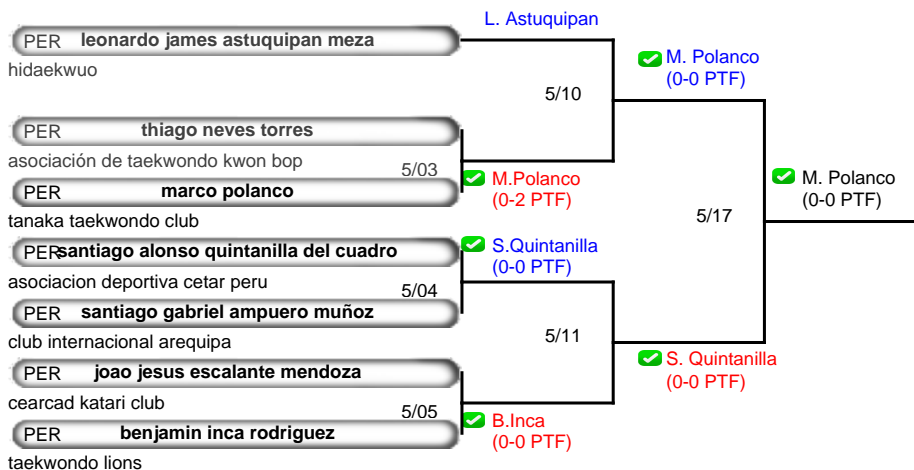 L. Astuquipan
PER leonardo james astuquipan meza
hidaekwuo
M. Polanco
(0-0 PTF)
5/10
PER thiago neves torres
asociación de taekwondo kwon bop
5/03
PER marco polanco
M.Polanco
(0-2 PTF)
tanaka taekwondo club
M. Polanco
(0-0 PTF)
5/17
PER santiago alonso quintanilla del cuadro
S.Quintanilla
(0-0 PTF)
asociacion deportiva cetar peru
5/04
PER santiago gabriel ampuero muñoz
club internacional arequipa
5/11
S. Quintanilla
(0-0 PTF)
PER joao jesus escalante mendoza
cearcad katari club
5/05
PER benjamin inca rodriguez
B.Inca
(0-0 PTF)
taekwondo lions